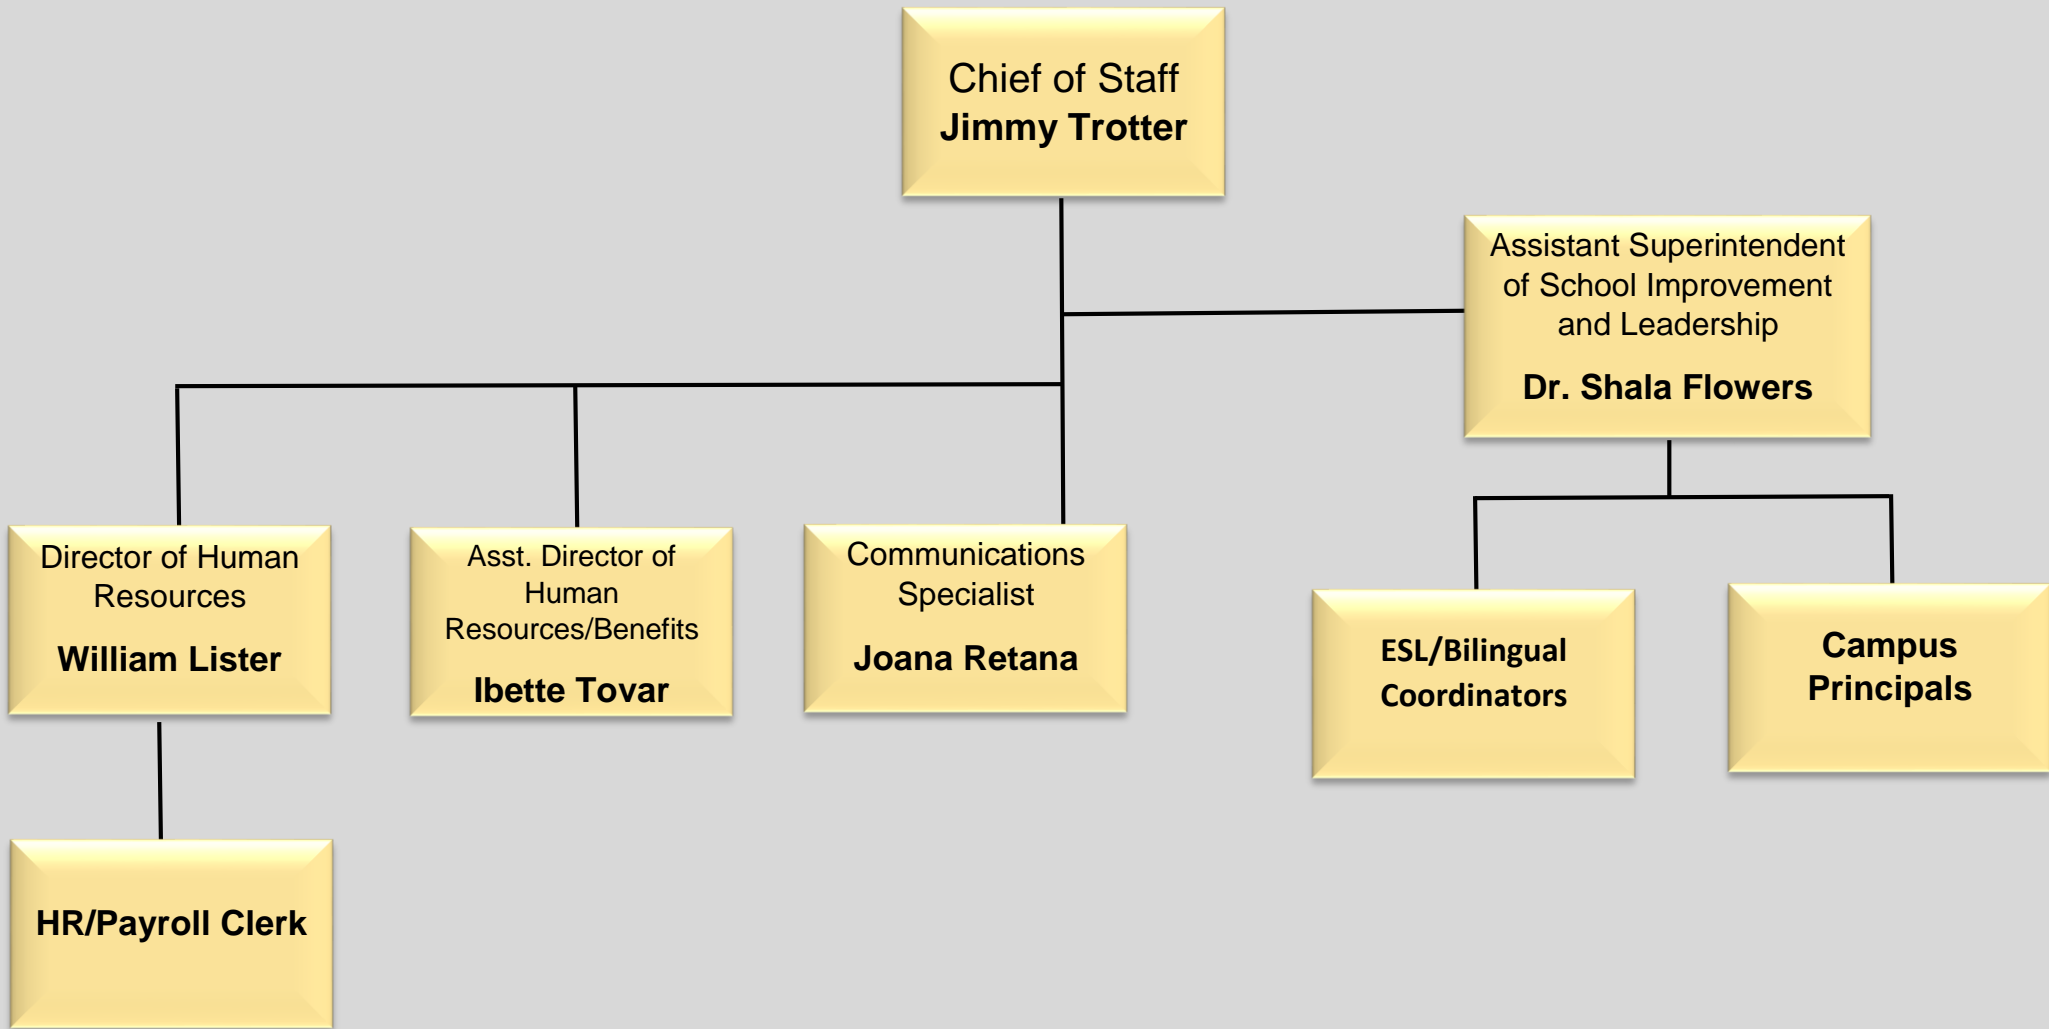 Chief of Staff
Jimmy Trotter
Assistant Superintendent
of School Improvement
and Leadership
Dr. Shala Flowers
Director of Human
Resources
William Lister
Asst. Director of
Human
Resources/Benefits
Ibette Tovar
Communications
Specialist
Joana Retana
ESL/Bilingual
Coordinators
Campus
Principals
HR/Payroll Clerk